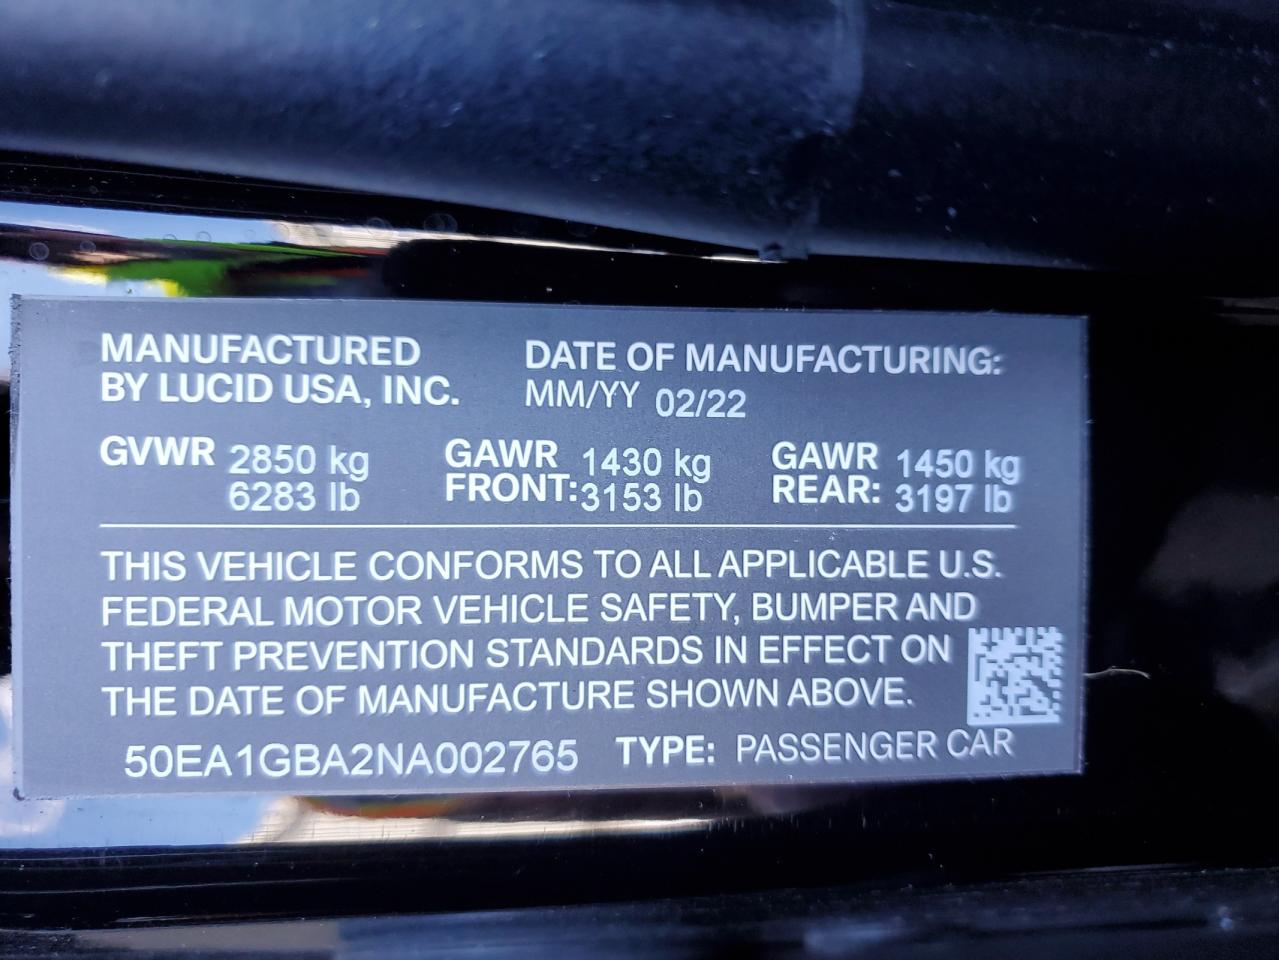 MANUFACTURED
BY LUCID USA, INC.
DATE OF MANUFACTURING:
MM/YY 02/22
GVWR 2850 kg
6283 lb
GAWR 1430 kg
FRONT: 3153 lb
GAWR 1450 kg
REAR: 3197 lb
THIS VEHICLE CONFORMS TO ALL APPLICABLE U.S.
FEDERAL MOTOR VEHICLE SAFETY, BUMPER AND
THEFT PREVENTION STANDARDS IN EFFECT ON
THE DATE OF MANUFACTURE SHOWN ABOVE.
50EA1GBA2NA002765 TYPE: PASSENGER CAR